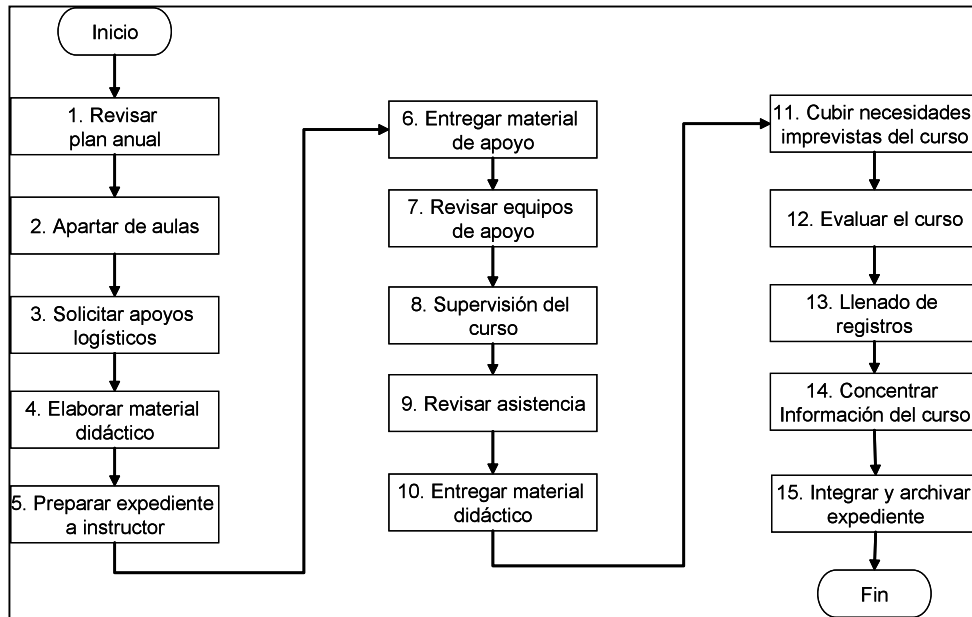 Inicio
1. Revisar
plan anual
2. Apartar de aulas
3. Solicitar apoyos
logísticos
4. Elaborar material
didáctico
5. Preparar expediente
a instructor
6. Entregar material
de apoyo
7. Revisar equipos
de apoyo
8. Supervisión del
curso
9. Revisar asistencia
10. Entregar material
didáctico
11. Cubir necesidades
imprevistas del curso
12. Evaluar el curso
13. Llenado de
registros
14. Concentrar
Información del curso
15. Integrar y archivar
expediente
Fin